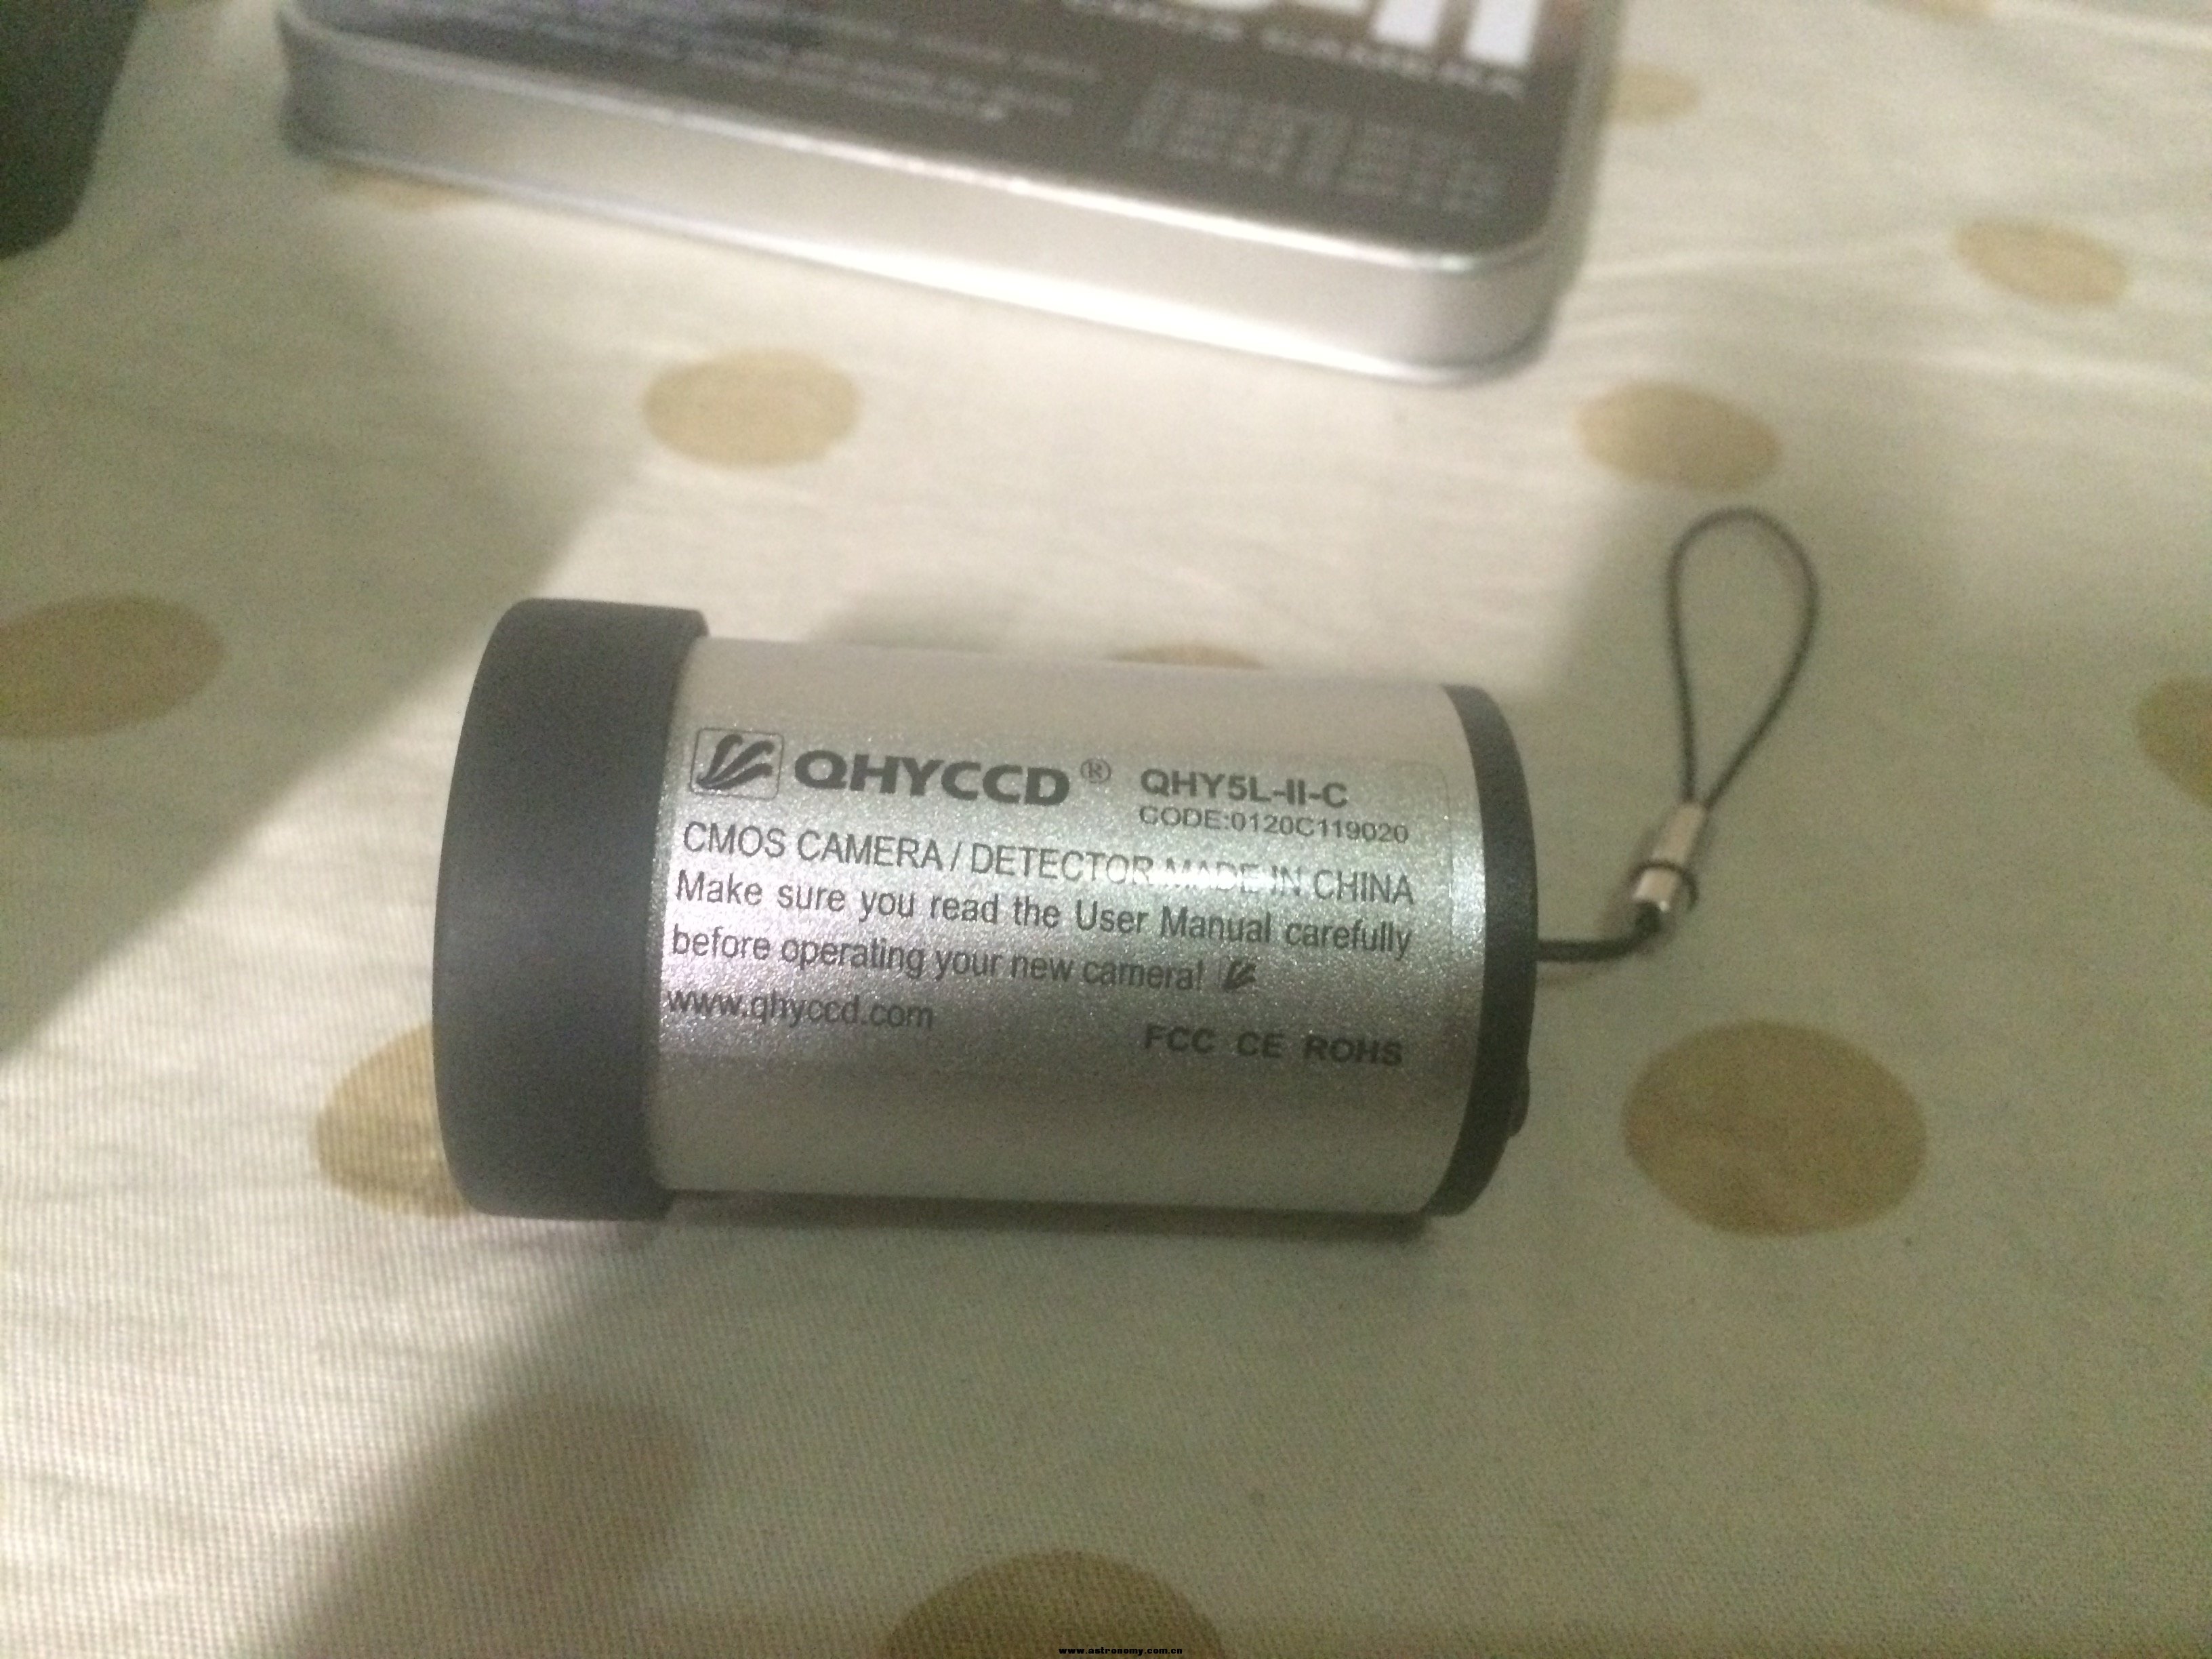 CAMERA
QHYCCD® QHY5L-II-C
CODE:0120C119020
CMOS CAMERA / DETECTOR MADE IN CHINA
Make sure you read the User Manual carefully
before operating your new camera!
www.qhyccd.com
FCC CE ROHS
www.astronomy.com.cn